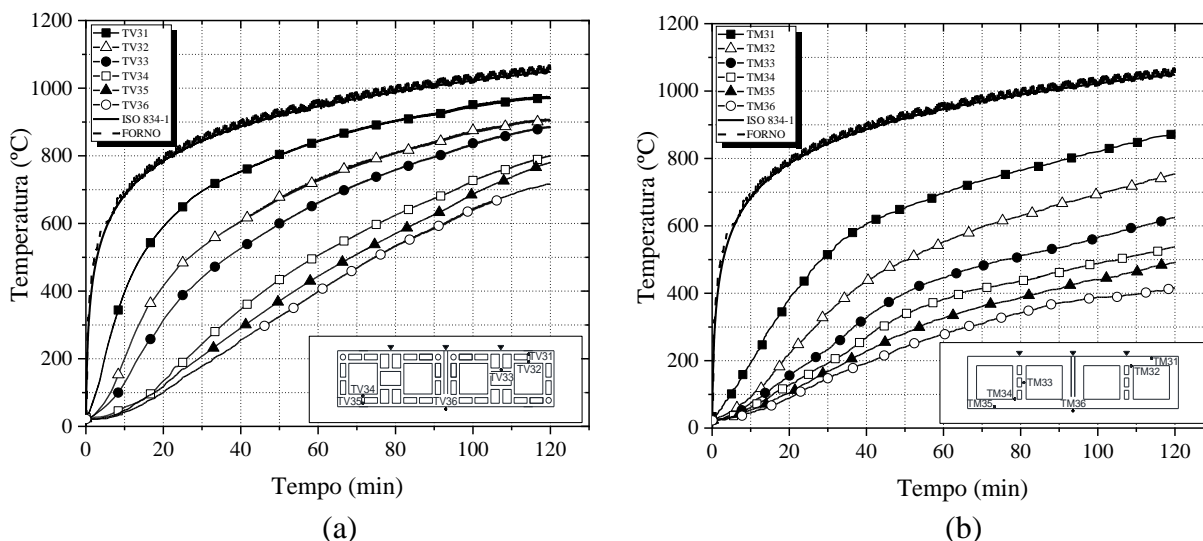 1200
1000
800
600
400
200
0
Temperatura (ºC)
TV31
TV32
TV33
TV34
TV35
TV36
ISO 834-1
FORNO
TV31
TV32
TV33
TV34
TV35
TV36
0 20 40 60 80 100 120
Tempo (min)
(a)
1200
1000
800
600
400
200
0
Temperatura (ºC)
TM31
TM32
TM33
TM34
TM35
TM36
ISO 834-1
FORNO
TM31
TM32
TM33
TM34
TM35
TM36
0 20 40 60 80 100 120
Tempo (min)
(b)